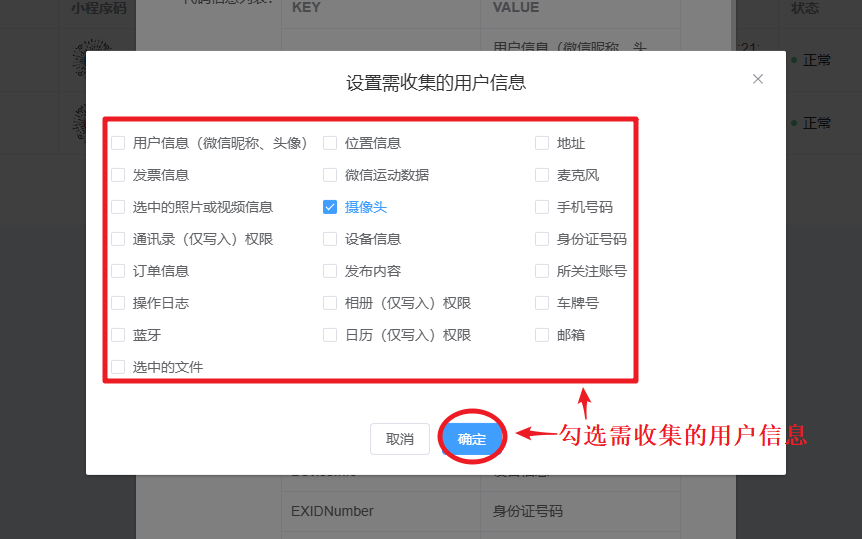 小程序码
代码信息列表:
KEY
VALUE
状态
用户信息（微信昵称、头
21:
正常
设置需收集的用户信息
正常
用户信息（微信昵称、头像） 位置信息 地址
发票信息 微信运动数据 麦克风
选中的照片或视频信息 摄像头 手机号码
通讯录（仅写入）权限 设备信息 身份证号码
订单信息 发布内容 所关注账号
操作日志 相册（仅写入）权限 车牌号
蓝牙 日历（仅写入）权限 邮箱
选中的文件
取消 确定 勾选需收集的用户信息
EXIDNumber 身份证号码